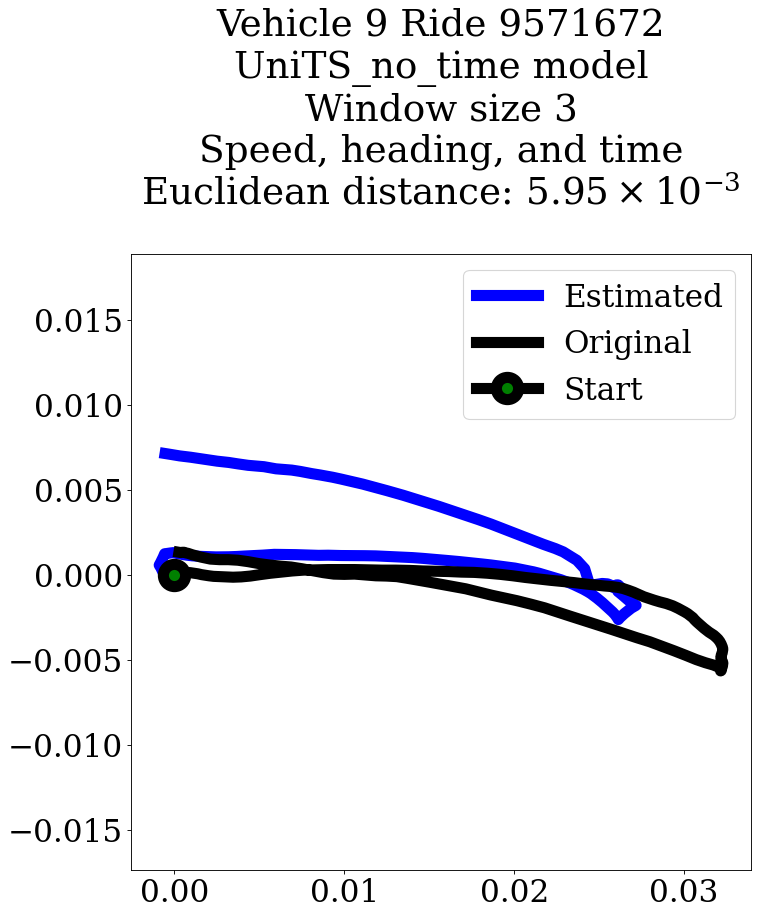 Vehicle 9 Ride 9571672
UniTS_no_time model
Window size 3
Speed, heading, and time
Euclidean distance: 5.95 × 10⁻³
Estimated
Original
Start
0.015
0.010
0.005
0.000
−0.005
−0.010
−0.015
0.00 0.01 0.02 0.03